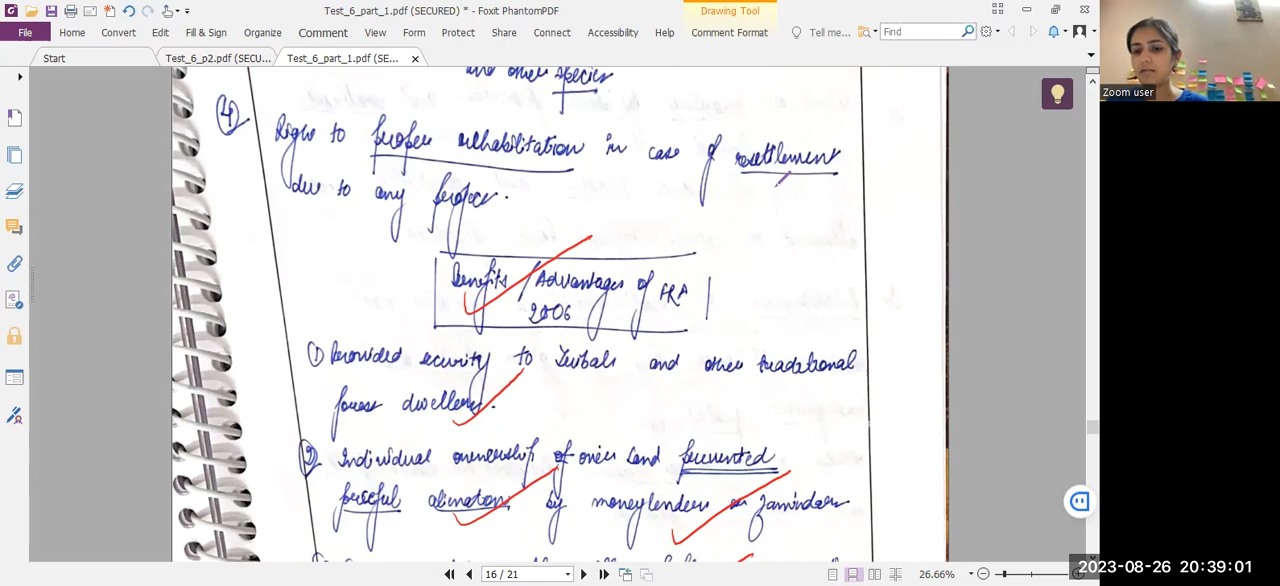 Test_6_part_1.pdf (SECURED) * - Foxit PhantomPDF
Drawing Tool
File Home Convert Edit Fill & Sign Organize Comment View Form Protect Share Connect Accessibility Help Comment Format Tell me... Find
Start Test_6_p2.pdf (SECU... Test_6_part_1.pdf (SE...
Zoom user
and other species
(4) Right to proper rehabilitation in case of resettlement
due to any project.
Benefits / Advantages of FRA
2006
(1) Provided security to Tribals and other traditional
forest dwellers.
(2) Individual ownership of over land prevented
forceful alienation by moneylenders or zamindars
16 / 21
26.66%
2023-08-26 20:39:01